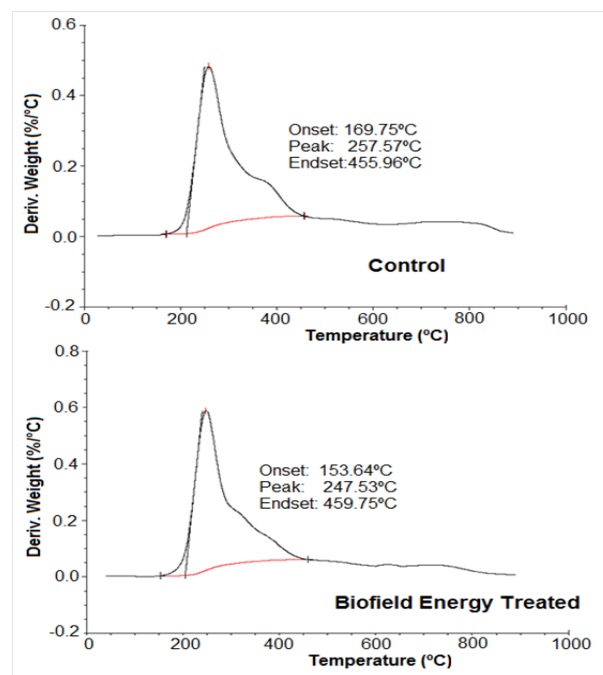 0.6
0.4
0.2
0.0
-0.2
Deriv. Weight (%/°C)
Onset: 169.75ºC
Peak: 257.57ºC
Endset:455.96ºC
Control
0
200
400
600
800
1000
Temperature (ºC)
0.8
0.6
0.4
0.2
0.0
-0.2
Deriv. Weight (%/°C)
Onset: 153.64ºC
Peak: 247.53ºC
Endset: 459.75ºC
Biofield Energy Treated
0
200
400
600
800
1000
Temperature (ºC)